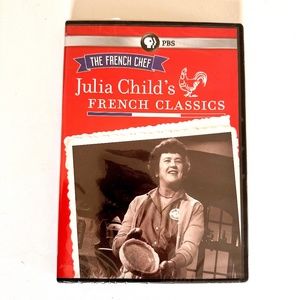 PBS
THE FRENCH CHEF
Julia Child's
FRENCH CLASSICS